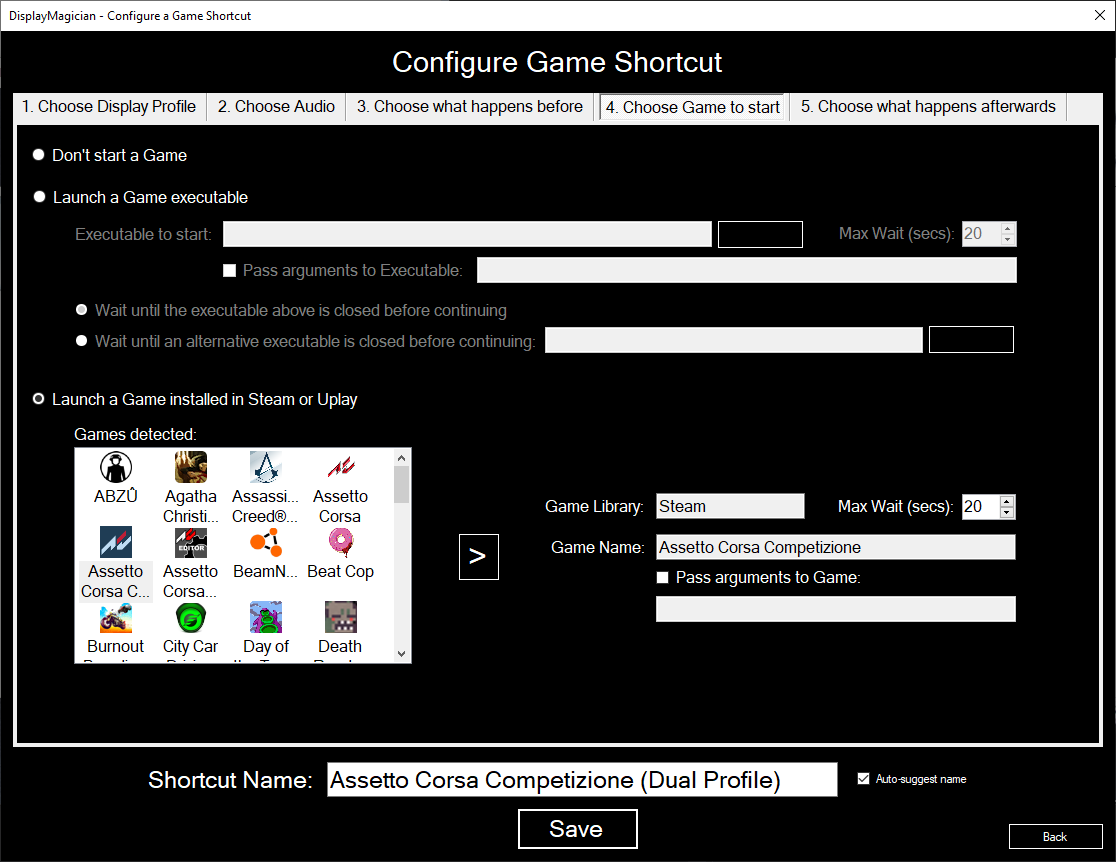 DisplayMagician - Configure a Game Shortcut
Configure Game Shortcut
1. Choose Display Profile
2. Choose Audio
3. Choose what happens before
4. Choose Game to start
5. Choose what happens afterwards
Don't start a Game
Launch a Game executable
Executable to start:
Max Wait (secs): 20
Pass arguments to Executable:
Wait until the executable above is closed before continuing
Wait until an alternative executable is closed before continuing:
Launch a Game installed in Steam or Uplay
Games detected:
ABZÛ
Agatha
Christi...
Assassi...
Creed®...
Assetto
Corsa
Assetto
Corsa C...
EDITOR
Assetto
Corsa...
BeamN...
Beat Cop
Burnout
City Car
Day of
Death
>
Game Library: Steam
Max Wait (secs): 20
Game Name: Assetto Corsa Competizione
Pass arguments to Game:
Shortcut Name: Assetto Corsa Competizione (Dual Profile)
Auto-suggest name
Save
Back